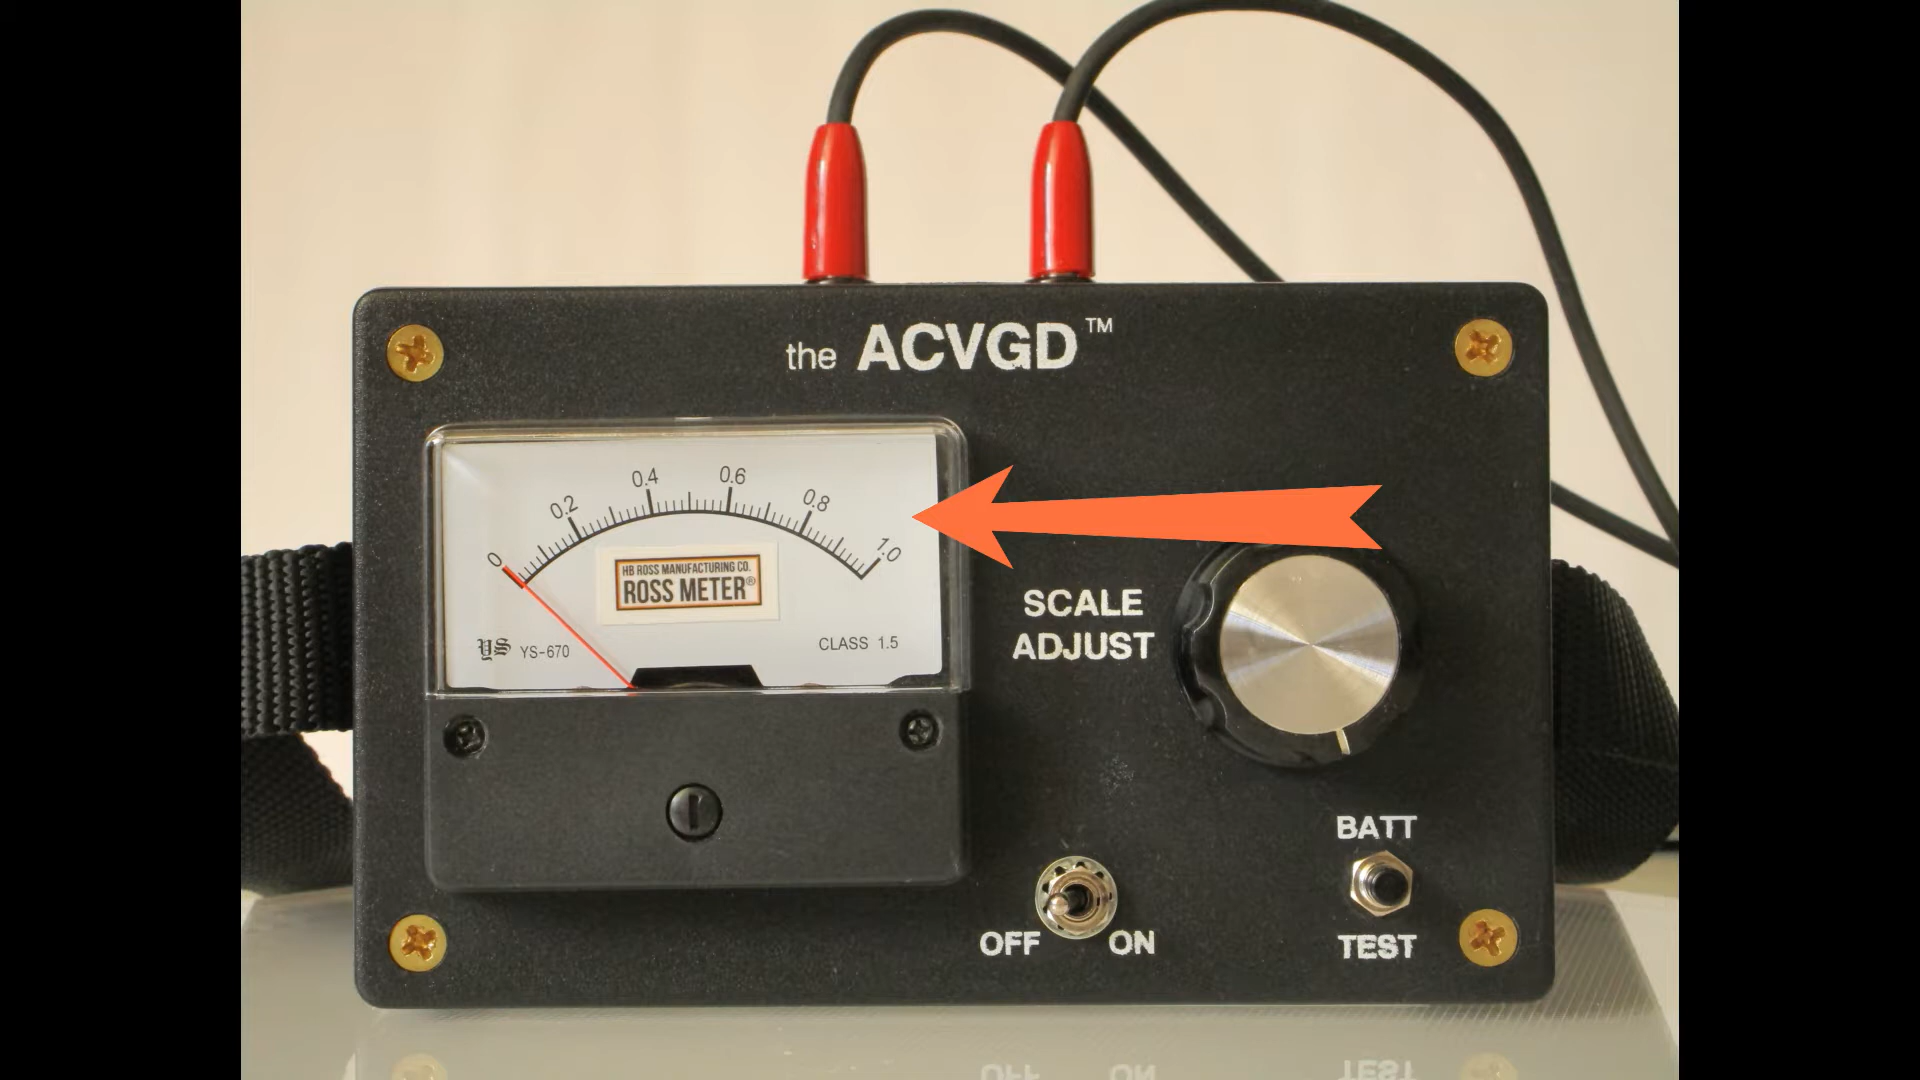 the ACVGD™
0 0.2 0.4 0.6 0.8 1.0
HB ROSS MANUFACTURING CO.
ROSS METER®
YS YS-670
CLASS 1.5
SCALE
ADJUST
BATT
OFF ON
TEST